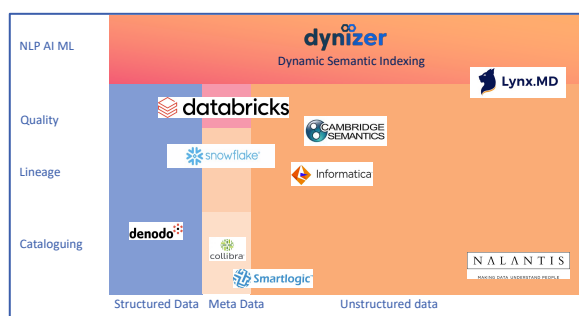 NLP AI ML
dynizer
Dynamic Semantic Indexing
Lynx.MD
Quality
databricks
CAMBRIDGE
SEMANTICS
Lineage
snowflake
Informatica
denodo
Cataloguing
collibra
Smartlogic
NALANTIS
MAKING DATA UNDERSTAND PEOPLE
Structured Data Meta Data Unstructured data